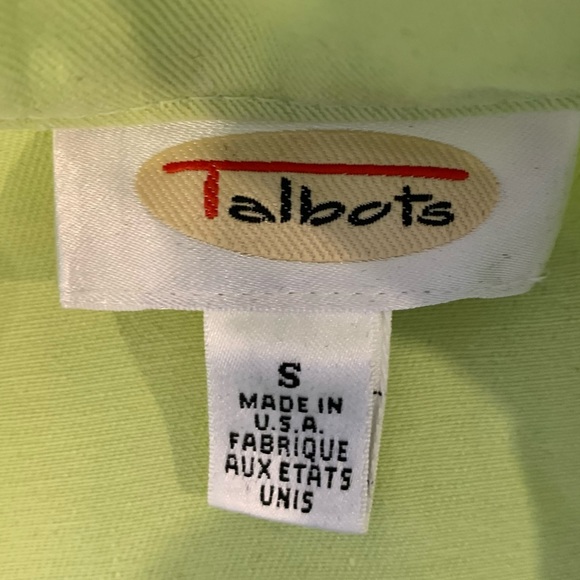 Talbots
S
MADE IN
U.S.A.
FABRIQUE
AUX ETATS
UNIS